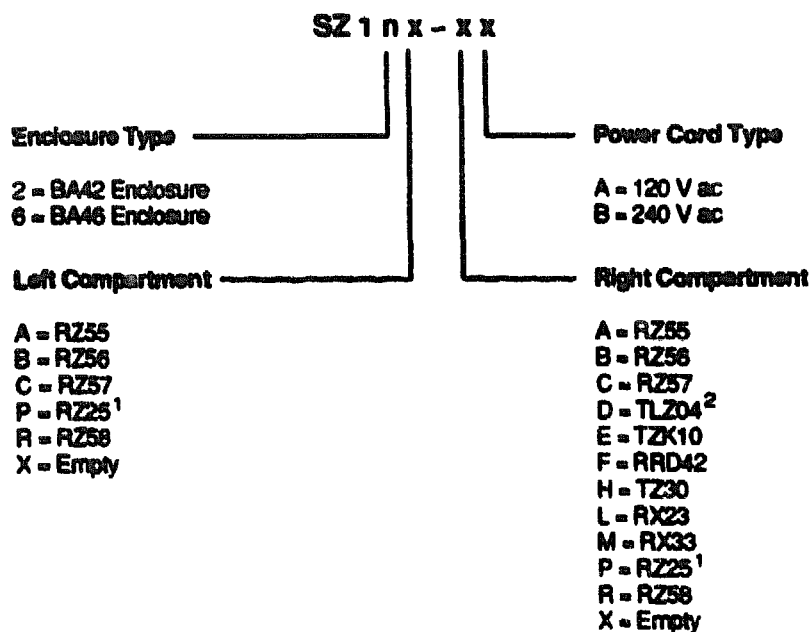 SZ 1 n x - x x
Enclosure Type
2 = BA42 Enclosure
6 = BA46 Enclosure
Left Compartment
A = RZ55
B = RZ56
C = RZ57
P = RZ25¹
R = RZ58
X = Empty
Power Cord Type
A = 120 V ac
B = 240 V ac
Right Compartment
A = RZ55
B = RZ56
C = RZ57
D = TLZ04²
E = TZK10
F = RRD42
H = TZ30
L = RX23
M = RX33
P = RZ25¹
R = RZ58
X = Empty